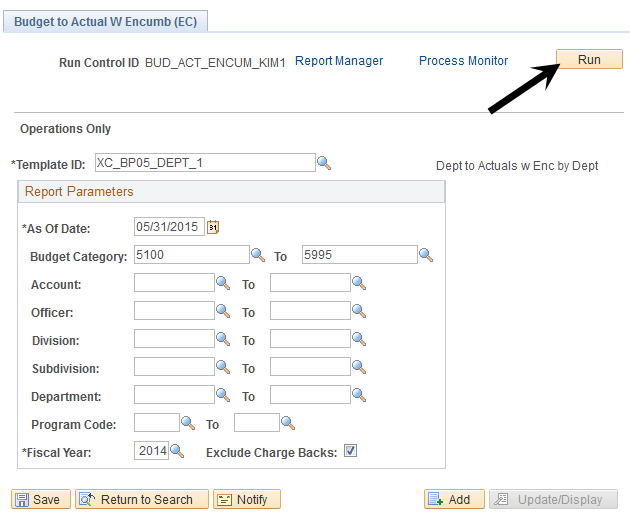 Budget to Actual W Encumb (EC)
Run Control ID BUD_ACT_ENCUM_KIM1 Report Manager Process Monitor Run
Operations Only
*Template ID: XC_BP05_DEPT_1 Dept to Actuals w Enc by Dept
Report Parameters
*As Of Date: 05/31/2015 31
Budget Category: 5100 To 5995
Account: To
Officer: To
Division: To
Subdivision: To
Department: To
Program Code: To
*Fiscal Year: 2014 Exclude Charge Backs:
Save Return to Search Notify Add Update/Display